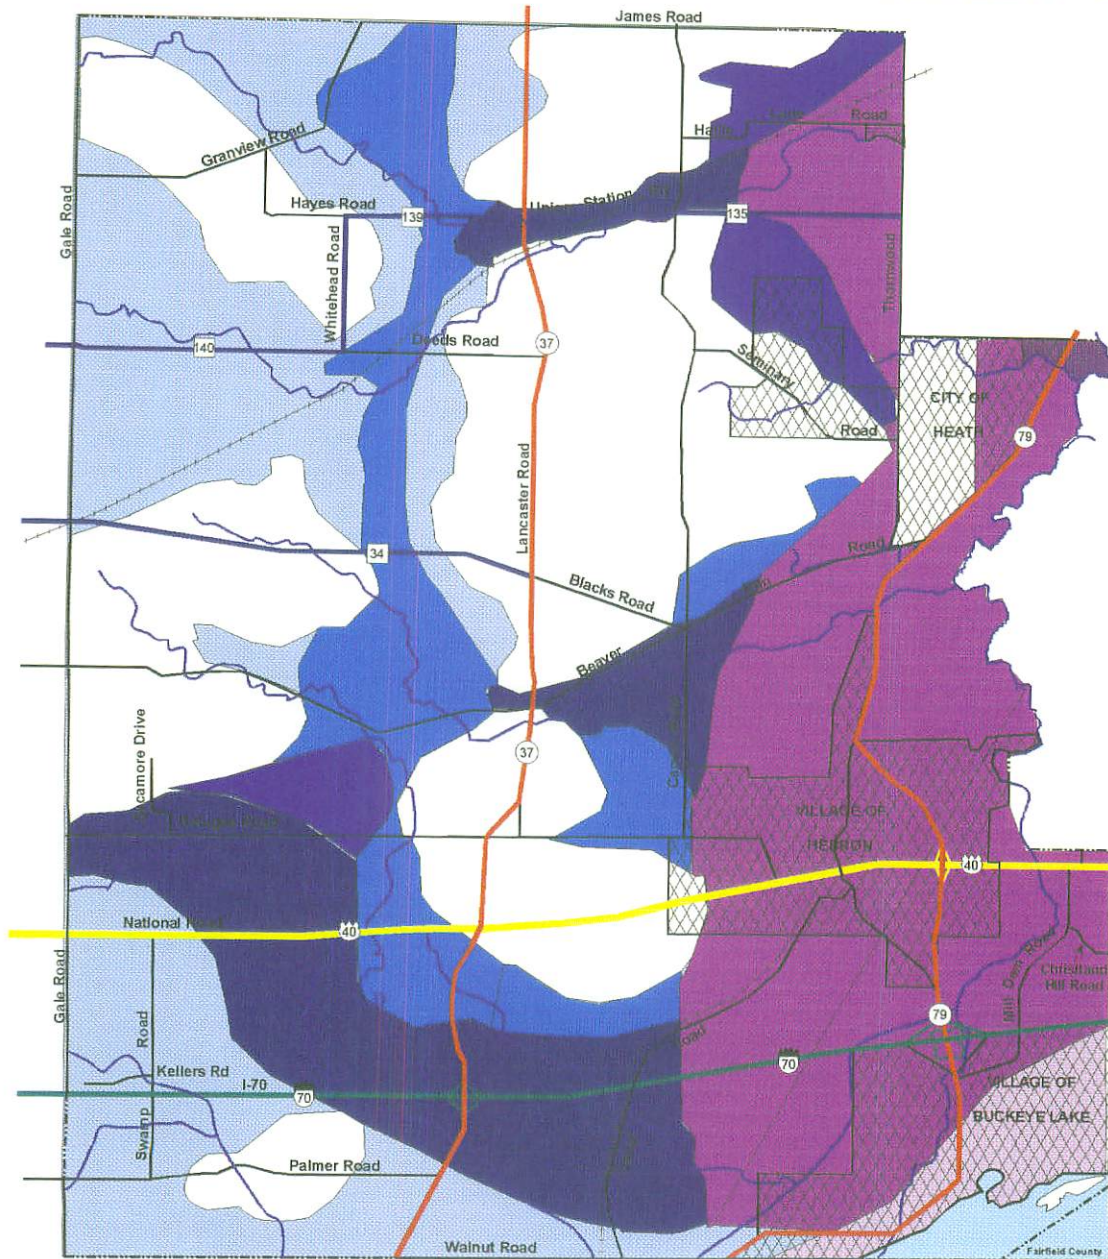 James Road
Road
Granview Road
Gale Road
Hayes Road
139
Union Station
135
Whitehead Road
Thornwood
140
Deeds Road
37
Seminary
Road
CITY OF
HEATH
79
Lancaster Road
34
Blacks Road
Road
Beaver
Sycamore Drive
37
VILLAGE OF
HEBRON
40
National
40
Gale Road
Mill Dam Road
Christland
Hill Road
79
Road
Swamp Road
Kellers Rd
I-70
70
70
VILLAGE OF
BUCKEYE LAKE
Palmer Road
Walnut Road
Fairfield County